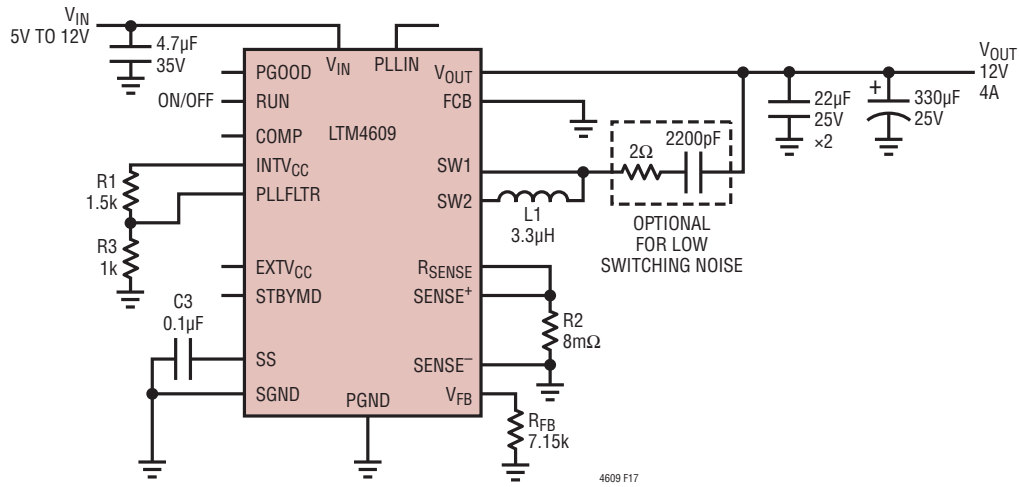 VIN
5V TO 12V
4.7µF
35V
VIN
PLLIN
PGOOD
RUN
ON/OFF
COMP
INTVCC
PLLFLTR
EXTVCC
STBYMD
SS
SGND
PGND
LTM4609
VOUT
FCB
SW1
SW2
RSENSE
SENSE+
SENSE–
VFB
R1
1.5k
R3
1k
C3
0.1µF
L1
3.3µH
2Ω
2200pF
OPTIONAL
FOR LOW
SWITCHING NOISE
R2
8mΩ
RFB
7.15k
22µF
25V
×2
+
330µF
25V
VOUT
12V
4A
4609 F17